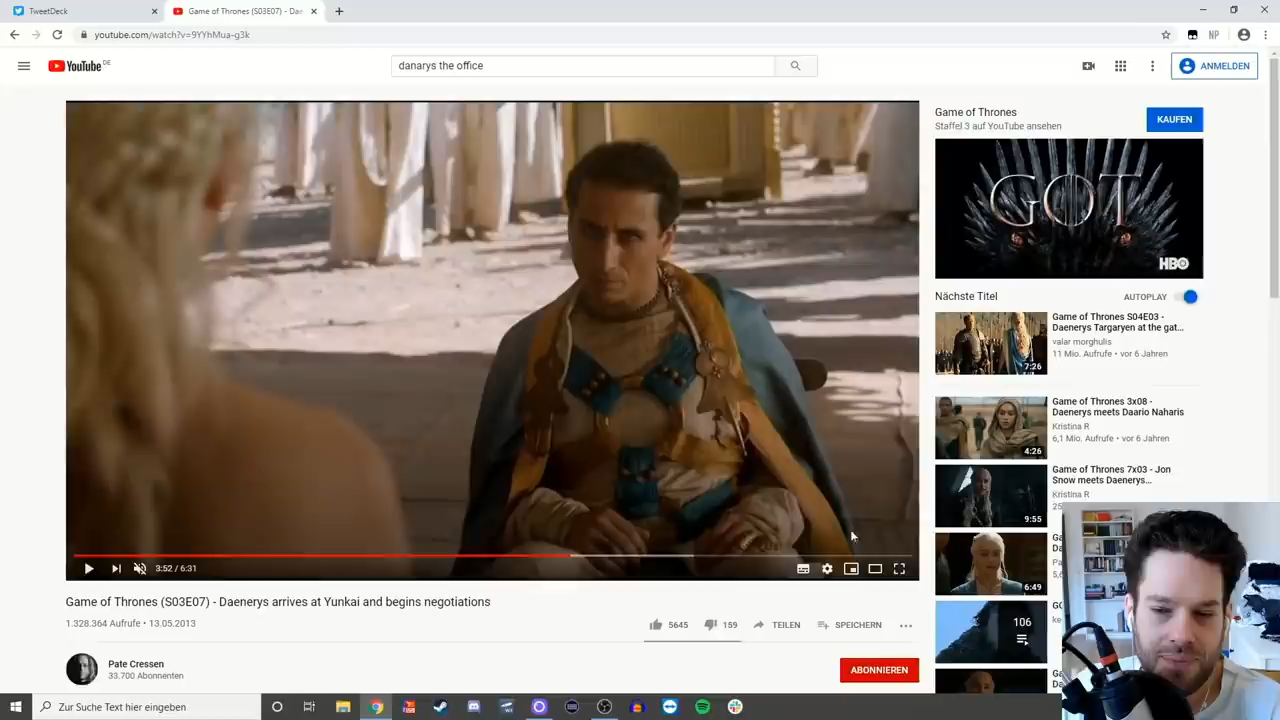 TweetDeck
Game of Thrones (S03E07) - Dae
youtube.com/watch?v=9YYhMua-g3k
NP
YouTube DE
danarys the office
ANMELDEN
Game of Thrones
Staffel 3 auf YouTube ansehen
KAUFEN
GOT
HBO
Nächste Titel
AUTOPLAY
Game of Thrones S04E03 -
Daenerys Targaryen at the gat...
valar morghulis
11 Mio. Aufrufe • vor 6 Jahren
7:26
Game of Thrones 3x08 -
Daenerys meets Daario Naharis
Kristina R
6,1 Mio. Aufrufe • vor 6 Jahren
4:26
Game of Thrones 7x03 - Jon
Snow meets Daenerys...
Kristina R
25
9:55
6:49
106
3:52 / 6:31
Game of Thrones (S03E07) - Daenerys arrives at Yunkai and begins negotiations
1.328.364 Aufrufe • 13.05.2013
5645
159
TEILEN
SPEICHERN
Pate Cressen
33.700 Abonnenten
ABONNIEREN
Zur Suche Text hier eingeben